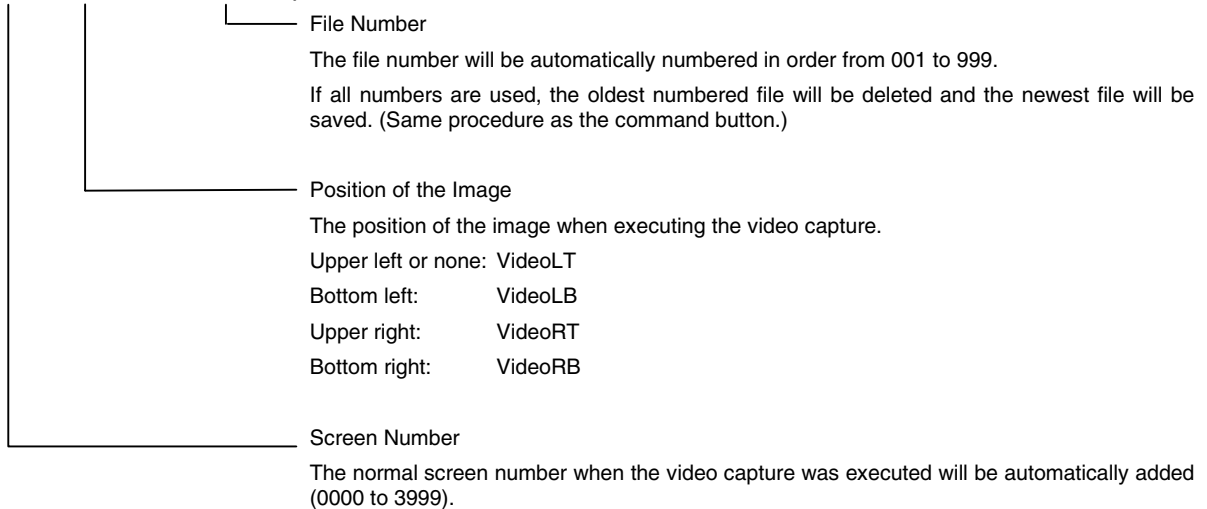 File Number
The file number will be automatically numbered in order from 001 to 999.
If all numbers are used, the oldest numbered file will be deleted and the newest file will be
saved. (Same procedure as the command button.)
Position of the Image
The position of the image when executing the video capture.
Upper left or none: VideoLT
Bottom left: VideoLB
Upper right: VideoRT
Bottom right: VideoRB
Screen Number
The normal screen number when the video capture was executed will be automatically added
(0000 to 3999).